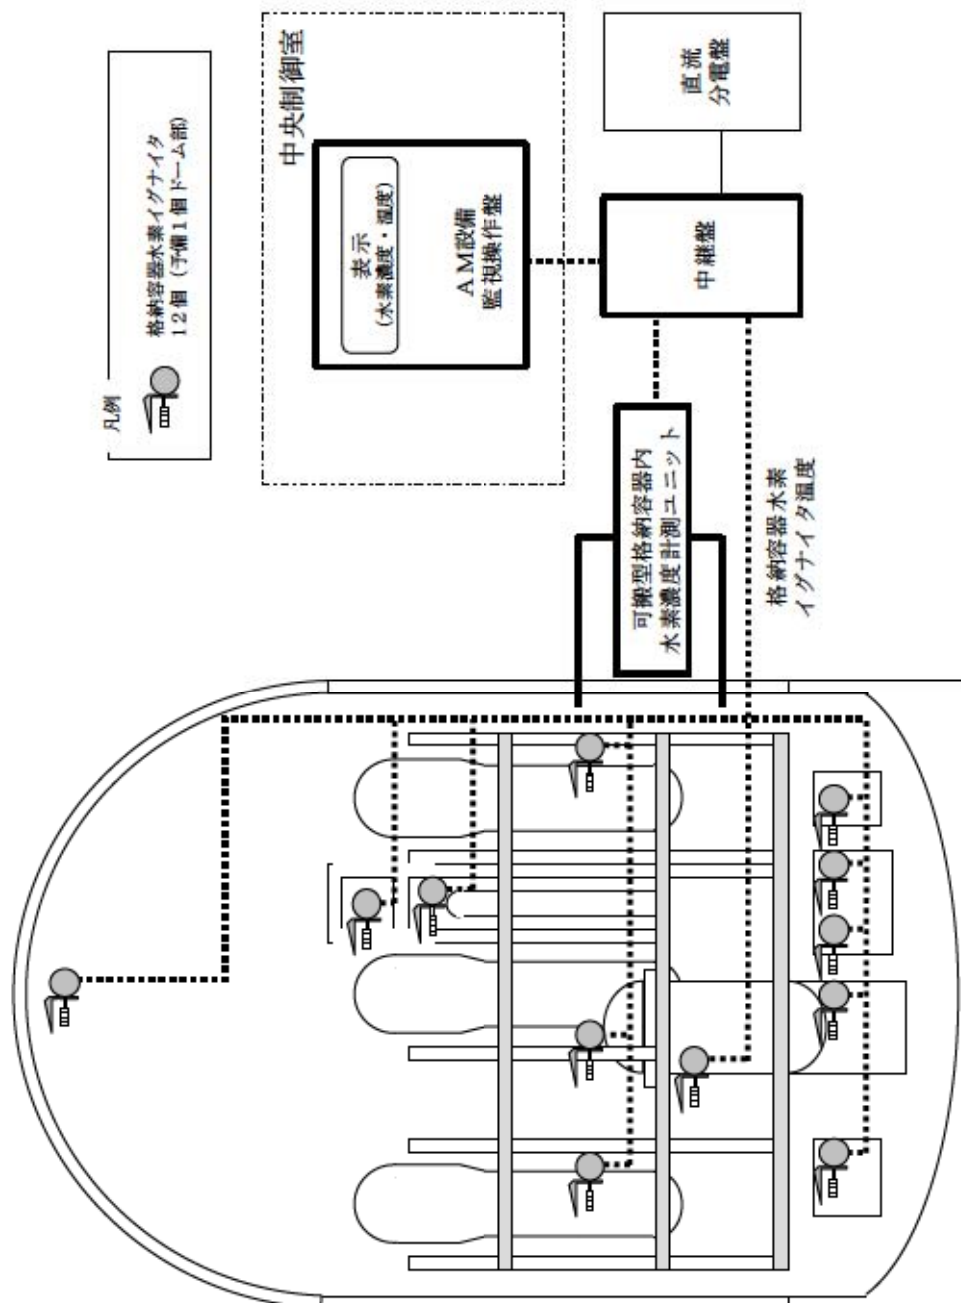 凡例
格納容器水素イグナイタ
12個（予備1個ドーム部）
中央制御室
表示
(水素濃度・温度)
AM設備
監視操作盤
直流
分電盤
中継盤
可搬型格納容器内
水素濃度計測ユニット
格納容器水素
イグナイタ温度